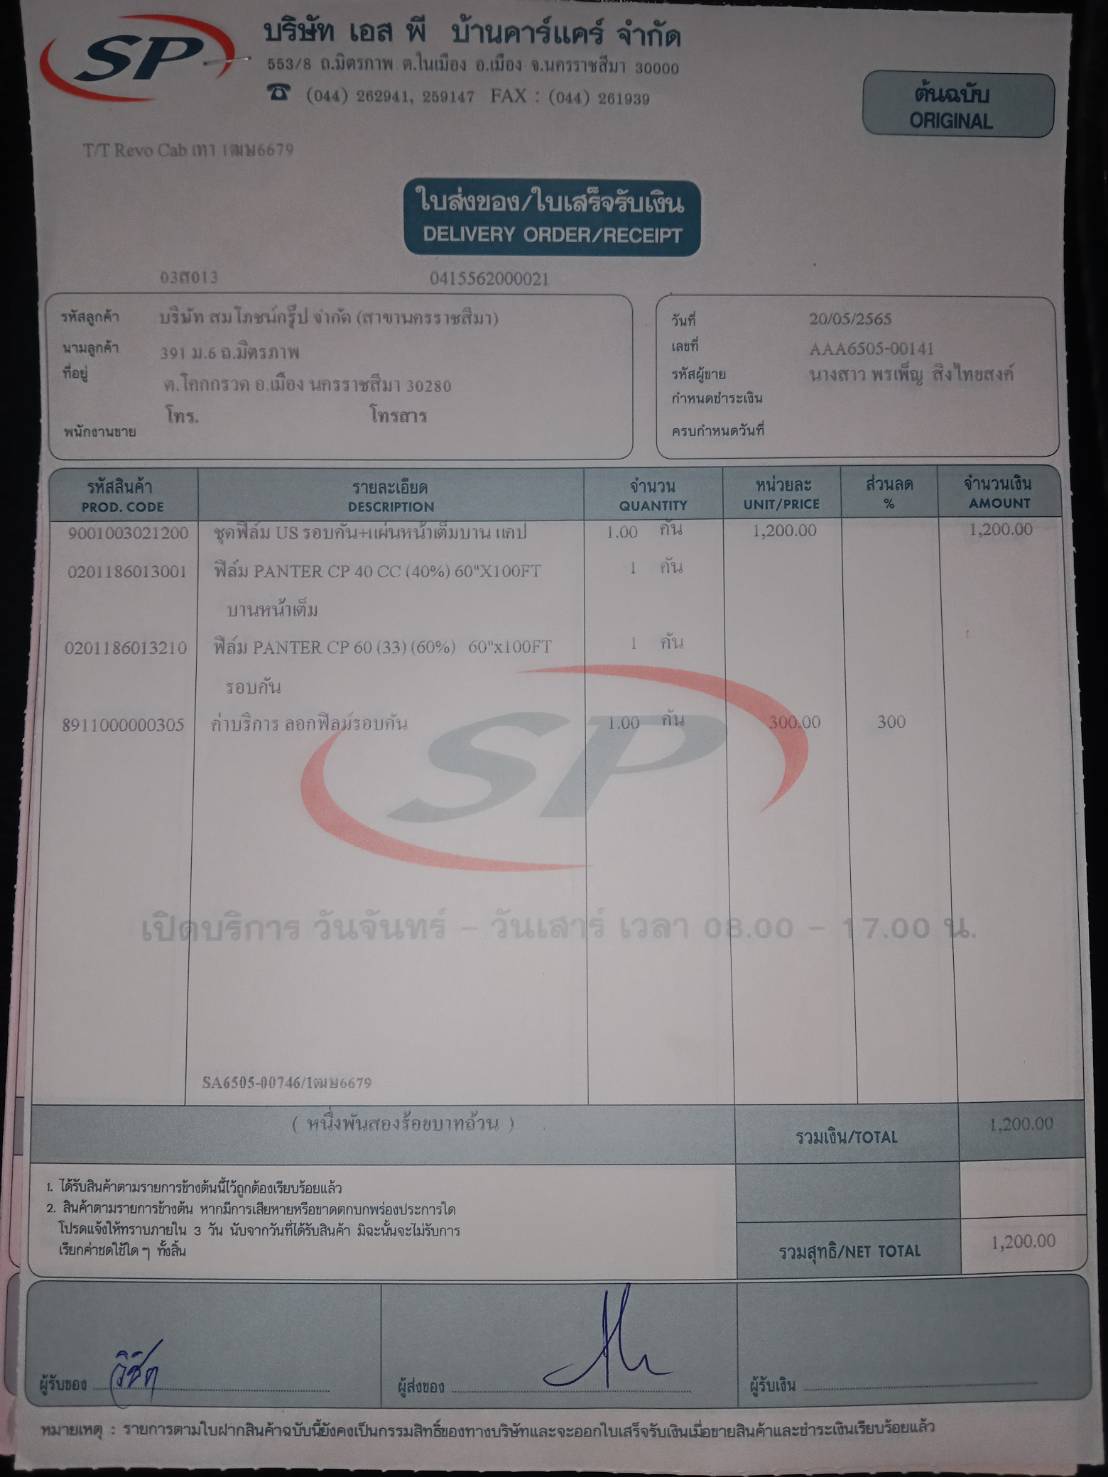 SP
บริษัท เอส พี บ้านคาร์แคร์ จำกัด
553/8 ถ.มิตรภาพ ต.ในเมือง อ.เมือง จ.นครราชสีมา 30000
☎ (044) 262941, 259147 FAX : (044) 261939
ต้นฉบับ
ORIGINAL
T/T Revo Cab เทา 1ฒษ6679
ใบส่งของ/ใบเสร็จรับเงิน
DELIVERY ORDER/RECEIPT
03ส013 0415562000021
รหัสลูกค้า บริษัท สมโภชน์กรุ๊ป จำกัด (สาขานครราชสีมา)
นามลูกค้า 391 ม.6 ถ.มิตรภาพ
ที่อยู่ ต.โคกกรวด อ.เมือง นครราชสีมา 30280
โทร. โทรสาร
พนักงานขาย
วันที่ 20/05/2565
เลขที่ AAA6505-00141
รหัสผู้ขาย นางสาว พรเพ็ญ สิงไทยสงค์
กำหนดชำระเงิน
ครบกำหนดวันที่
รหัสสินค้า รายละเอียด จำนวน หน่วยละ ส่วนลด จำนวนเงิน
PROD. CODE DESCRIPTION QUANTITY UNIT/PRICE % AMOUNT
9001003021200 ชุดฟิล์ม US รอบคัน+แผ่นหน้าเต็มบาน แคป 1.00 คัน 1,200.00 1,200.00
0201186013001 ฟิล์ม PANTER CP 40 CC (40%) 60"X100FT 1 คัน
บานหน้าเต็ม
0201186013210 ฟิล์ม PANTER CP 60 (33) (60%) 60"x100FT 1 คัน
รอบคัน
8911000000305 ค่าบริการ ลอกฟิลม์รอบคัน 1.00 คัน 300.00 300
SP
เปิดบริการ วันจันทร์ - วันเสาร์ เวลา 08.00 - 17.00 น.
SA6505-00746/1ฒษ6679
( หนึ่งพันสองร้อยบาทถ้วน ) รวมเงิน/TOTAL 1,200.00
1. ได้รับสินค้าตามรายการข้างต้นนี้ไว้ถูกต้องเรียบร้อยแล้ว
2. สินค้าตามรายการข้างต้น หากมีการเสียหายหรือขาดตกบกพร่องประการใด
โปรดแจ้งให้ทราบภายใน 3 วัน นับจากวันที่ได้รับสินค้า มิฉะนั้นจะไม่รับการ
เรียกค่าชดใช้ใด ๆ ทั้งสิ้น
รวมสุทธิ/NET TOTAL 1,200.00
ผู้รับของ ผู้ส่งของ ผู้รับเงิน
หมายเหตุ : รายการตามใบฝากสินค้าฉบับนี้ยังคงเป็นกรรมสิทธิ์ของทางบริษัทและจะออกใบเสร็จรับเงินเมื่อขายสินค้าและชำระเงินเรียบร้อยแล้ว